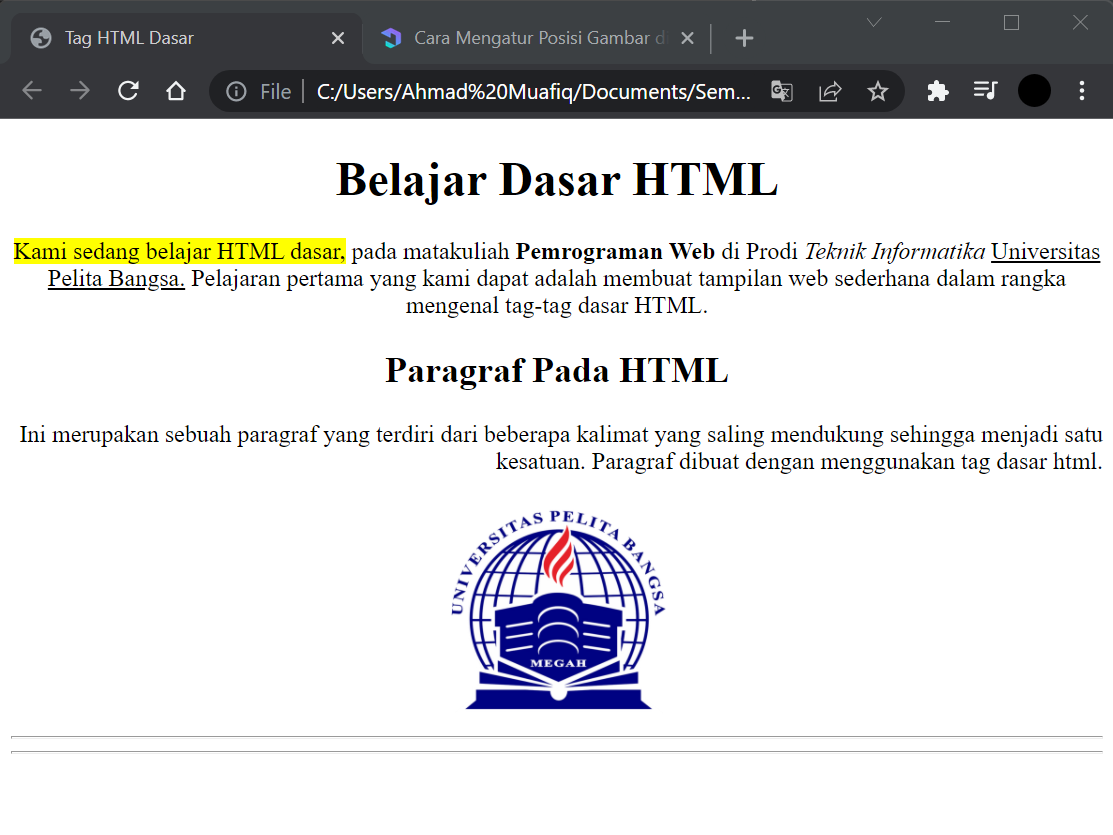 Tag HTML Dasar
Cara Mengatur Posisi Gambar d
File
C:/Users/Ahmad%20Muafiq/Documents/Sem...
Belajar Dasar HTML
Kami sedang belajar HTML dasar, pada matakuliah Pemrograman Web di Prodi Teknik Informatika Universitas
Pelita Bangsa. Pelajaran pertama yang kami dapat adalah membuat tampilan web sederhana dalam rangka
mengenal tag-tag dasar HTML.
Paragraf Pada HTML
Ini merupakan sebuah paragraf yang terdiri dari beberapa kalimat yang saling mendukung sehingga menjadi satu
kesatuan. Paragraf dibuat dengan menggunakan tag dasar html.
UNIVERSITAS PELITA BANGSA
MEGAH